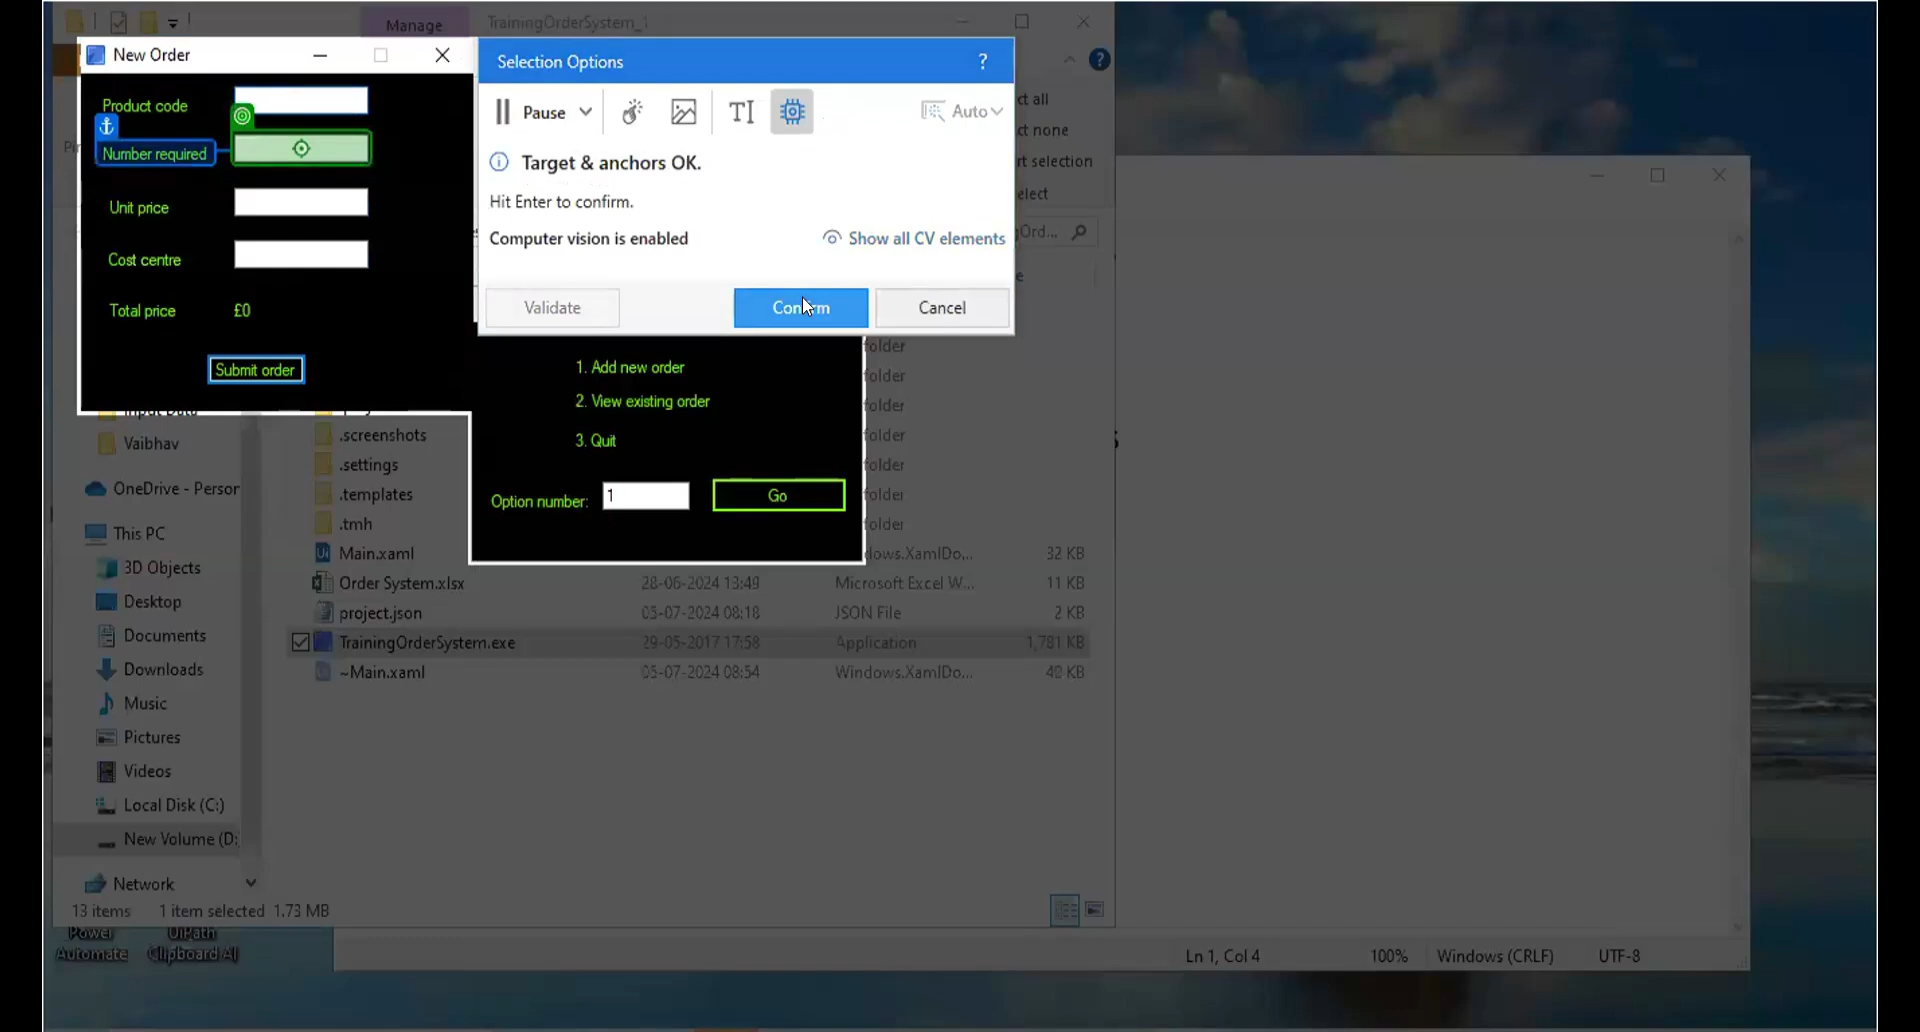 Manage
TrainingOrderSystem_1
New Order
Product code
Number required
Unit price
Cost centre
Total price
£0
Submit order
Selection Options
?
Pause
Auto
Target & anchors OK.
Hit Enter to confirm.
Computer vision is enabled
Show all CV elements
Validate
Confirm
Cancel
ct all
ct none
rt selection
elect
gOrd...
1. Add new order
2. View existing order
3. Quit
Option number:
1
Go
folder
folder
folder
folder
folder
folder
folder
Input Data
Vaibhav
OneDrive - Person
This PC
3D Objects
Desktop
Documents
Downloads
Music
Pictures
Videos
Local Disk (C:)
New Volume (D:
Network
.screenshots
.settings
.templates
.tmh
Main.xaml dows.XamlDo... 32 KB
Order System.xlsx 28-06-2024 13:49 Microsoft Excel W... 11 KB
project.json 05-07-2024 08:18 JSON File 2 KB
TrainingOrderSystem.exe 29-05-2017 17:58 Application 1,781 KB
~Main.xaml 05-07-2024 08:54 Windows.XamlDo... 40 KB
13 items 1 item selected 1.73 MB
Power
Automate
UiPath
Clipboard AI
Ln 1, Col 4 100% Windows (CRLF) UTF-8